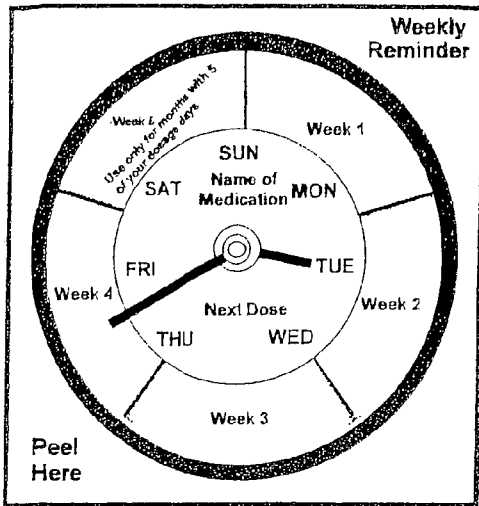 Weekly
Reminder
Week
Use only for months with 5
of your dosage days
Week 1
SUN
SAT
Name of
Medication
MON
FRI
TUE
Week 4
Next Dose
Week 2
THU
WED
Week 3
Peel
Here